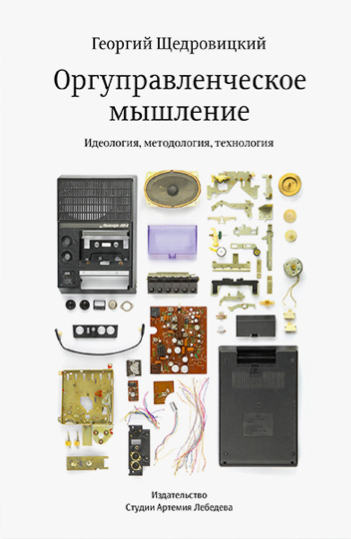 Георгий Щедровицкий
Оргуправленческое
мышление
Идеология, методология, технология
Издательство
Студии Артемия Лебедева